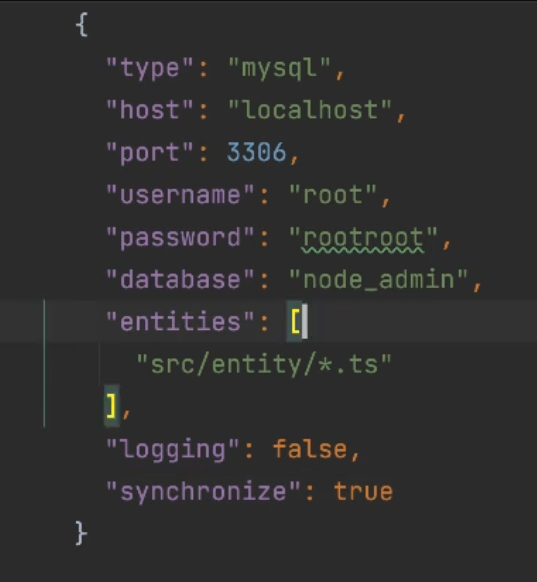 {
"type": "mysql",
"host": "localhost",
"port": 3306,
"username": "root",
"password": "rootroot",
"database": "node_admin",
"entities": [
"src/entity/*.ts"
],
"logging": false,
"synchronize": true
}